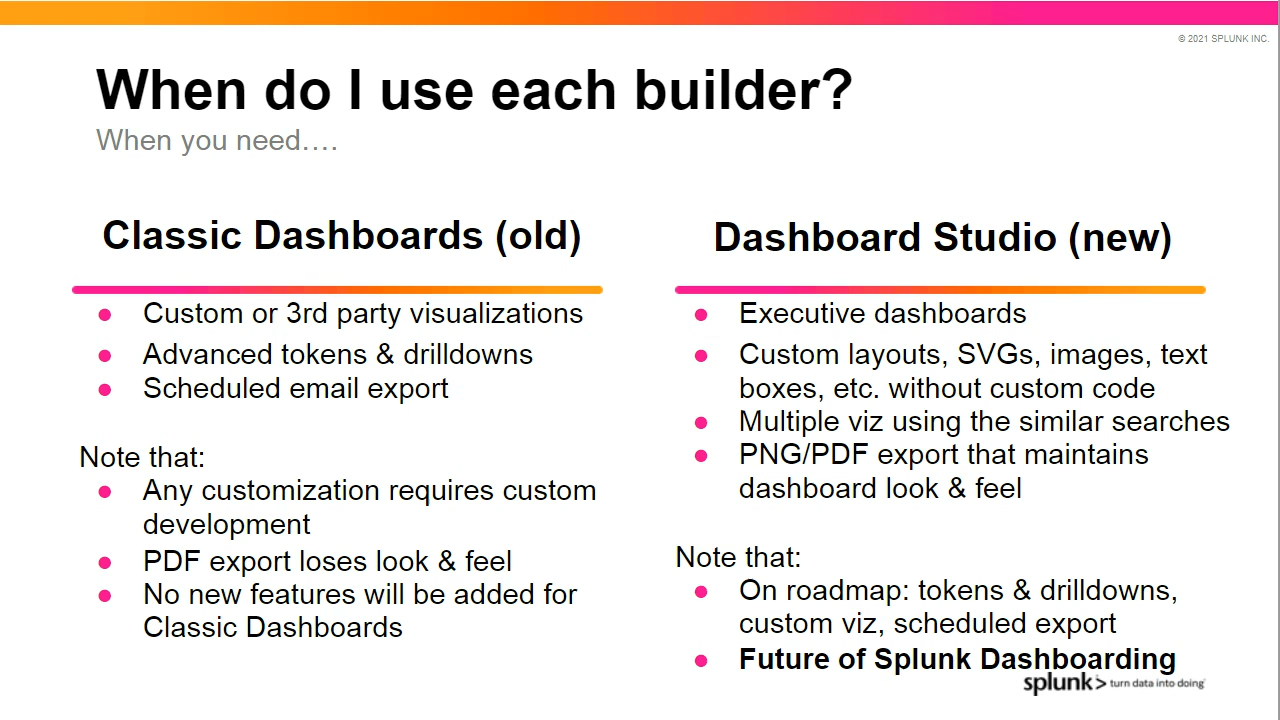 © 2021 SPLUNK INC.
When do I use each builder?
When you need….
Classic Dashboards (old)
● Custom or 3rd party visualizations
● Advanced tokens & drilldowns
● Scheduled email export
Note that:
● Any customization requires custom
development
● PDF export loses look & feel
● No new features will be added for
Classic Dashboards
Dashboard Studio (new)
● Executive dashboards
● Custom layouts, SVGs, images, text
boxes, etc. without custom code
● Multiple viz using the similar searches
● PNG/PDF export that maintains
dashboard look & feel
Note that:
● On roadmap: tokens & drilldowns,
custom viz, scheduled export
● Future of Splunk Dashboarding
splunk> turn data into doing